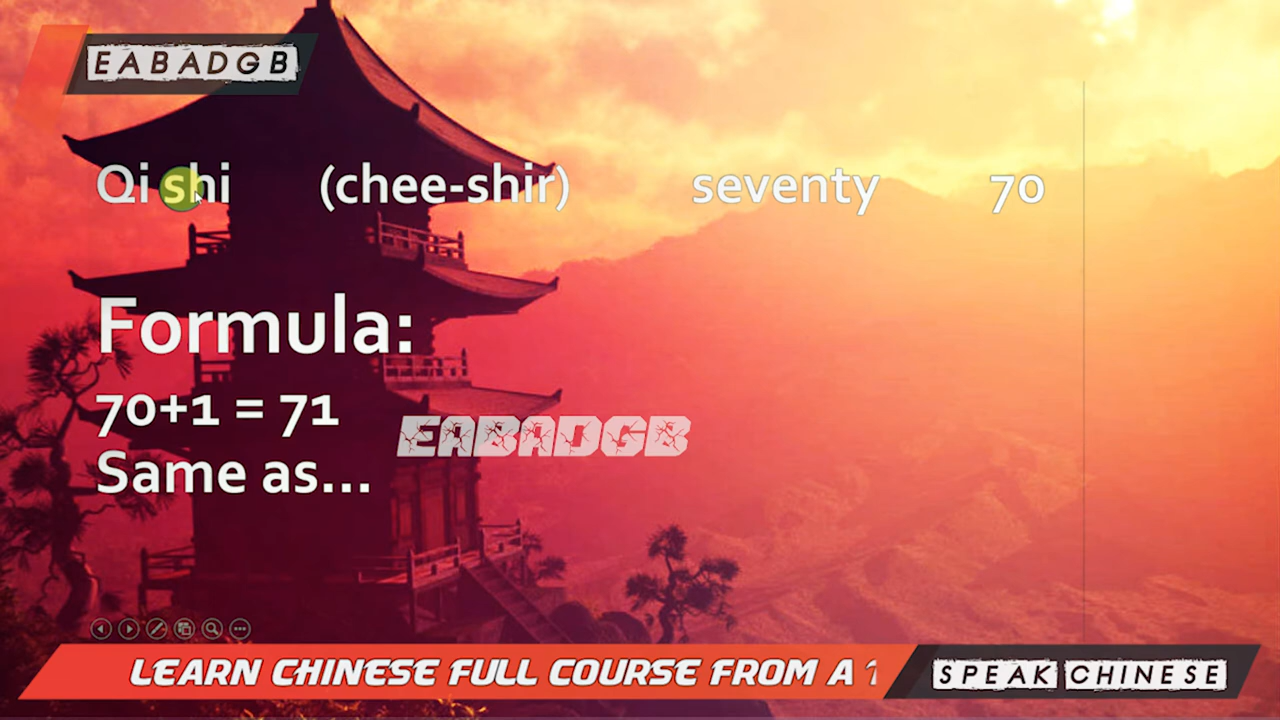 EABADGB
Qi shi (chee-shir) seventy 70
Formula:
70+1 = 71
EABADGB
Same as...
LEARN CHINESE FULL COURSE FROM A
SPEAK CHINESE